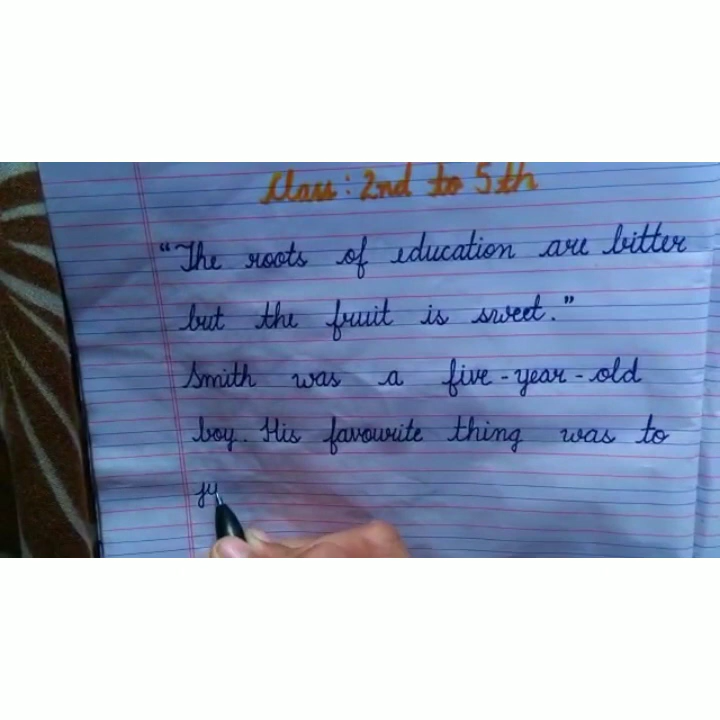 Class: 2nd to 5th
“The roots of education are bitter
but the fruit is sweet.”
Smith was a five-year-old
boy. His favourite thing was to
ju